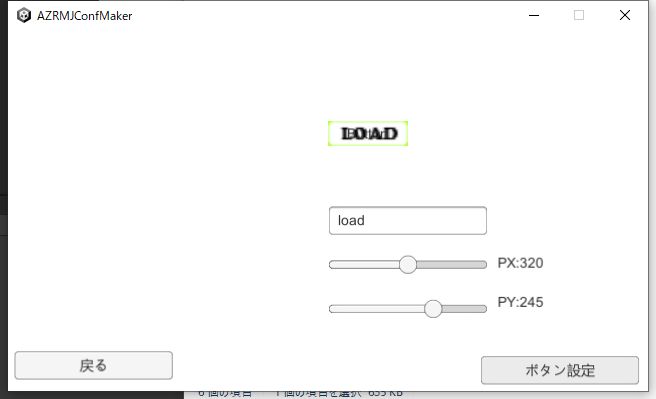 AZRMJConfMaker
LOAD
load
PX:320
PY:245
戻る
ボタン設定
6 個の項目
1 個の項目を選択 655 KB